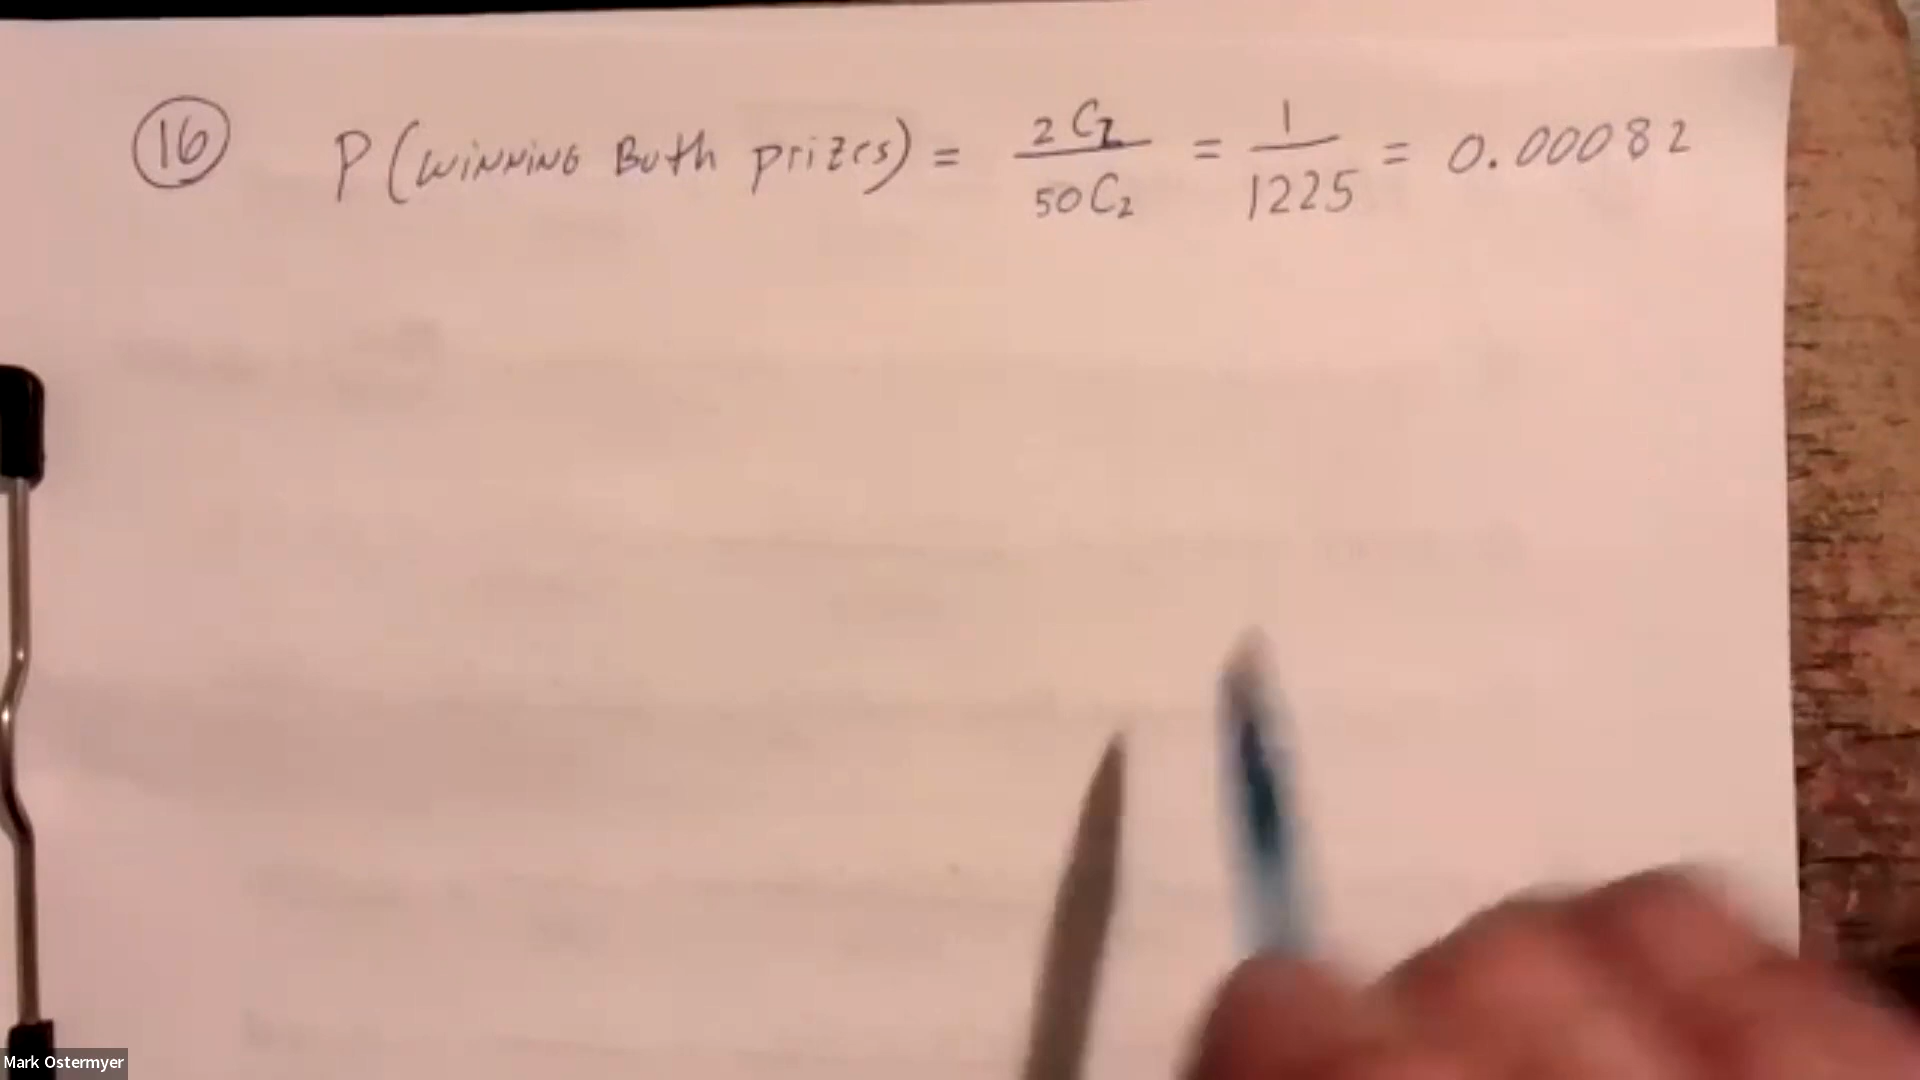 16 P (winning Both prizes) = 2C2 / 50C2 = 1 / 1225 = 0.00082
Mark Ostermyer